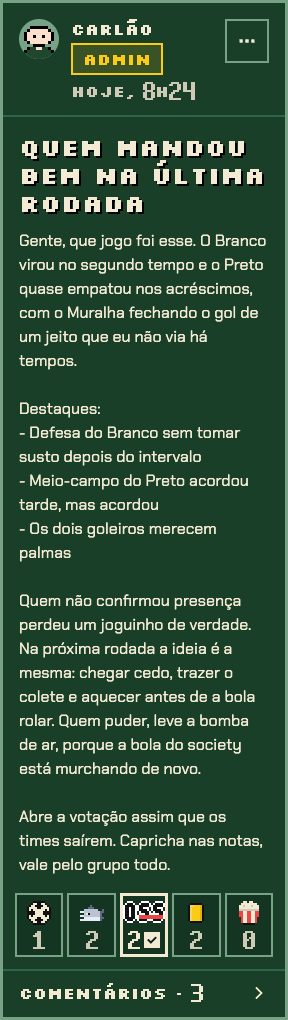 CARLÃO
ADMIN
HOJE, 8H24
...
QUEM MANDOU
BEM NA ÚLTIMA
RODADA
Gente, que jogo foi esse. O Branco
virou no segundo tempo e o Preto
quase empatou nos acréscimos,
com o Muralha fechando o gol de
um jeito que eu não via há
tempos.
Destaques:
- Defesa do Branco sem tomar
susto depois do intervalo
- Meio-campo do Preto acordou
tarde, mas acordou
- Os dois goleiros merecem
palmas
Quem não confirmou presença
perdeu um joguinho de verdade.
Na próxima rodada a ideia é a
mesma: chegar cedo, trazer o
colete e aquecer antes de a bola
rolar. Quem puder, leve a bomba
de ar, porque a bola do society
está murchando de novo.
Abre a votação assim que os
times saírem. Capricha nas notas,
vale pelo grupo todo.
OSS
1 2 2 2 0
COMENTÁRIOS · 3